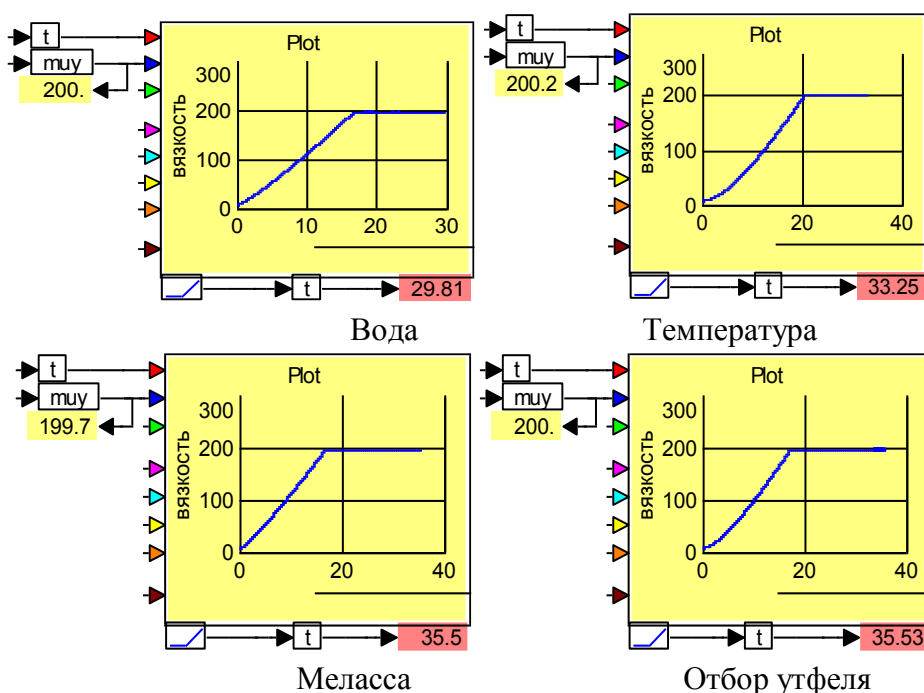 t
Plot
muy
200.
вязкость
300
200
100
0
0 10 20 30
t
29.81
Вода
t
Plot
muy
200.2
вязкость
300
200
100
0
0 20 40
t
33.25
Температура
t
Plot
muy
199.7
вязкость
300
200
100
0
0 20 40
t
35.5
Меласса
t
Plot
muy
200.
вязкость
300
200
100
0
0 20 40
t
35.53
Отбор утфеля